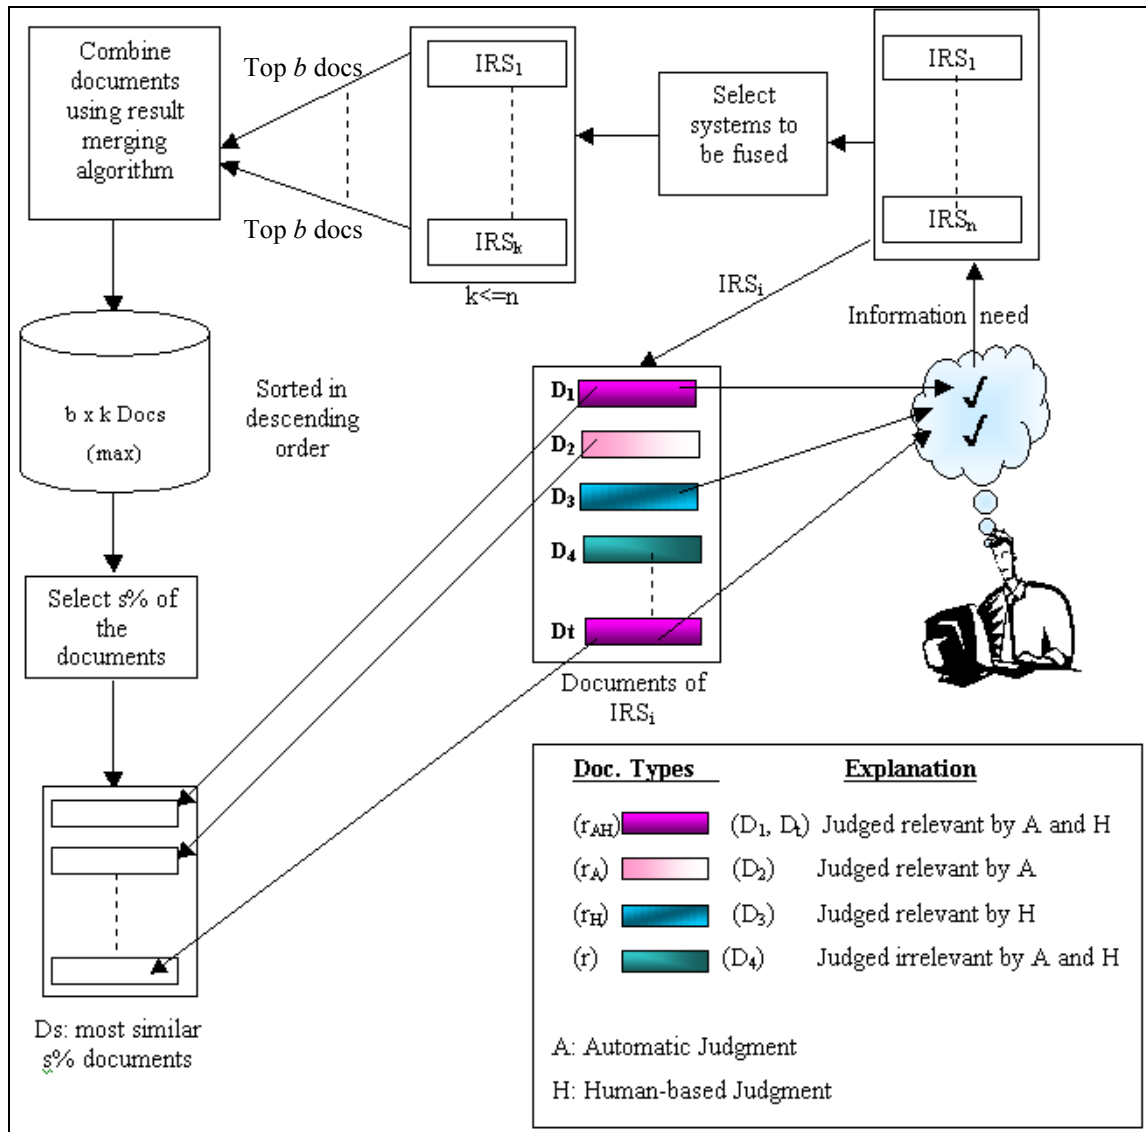 Combine
documents
using result
merging
algorithm
Top b docs
Top b docs
IRS1
IRSk
k<=n
Select
systems to
be fused
IRS1
IRSn
IRSi
Information need
b x k Docs
(max)
Sorted in
descending
order
Select s% of
the
documents
D1
D2
D3
D4
Dt
Documents of
IRSi
Ds: most similar
s% documents
Doc. Types Explanation
(rAH) (D1, Dt) Judged relevant by A and H
(rA) (D2) Judged relevant by A
(rH) (D3) Judged relevant by H
(r) (D4) Judged irrelevant by A and H
A: Automatic Judgment
H: Human-based Judgment